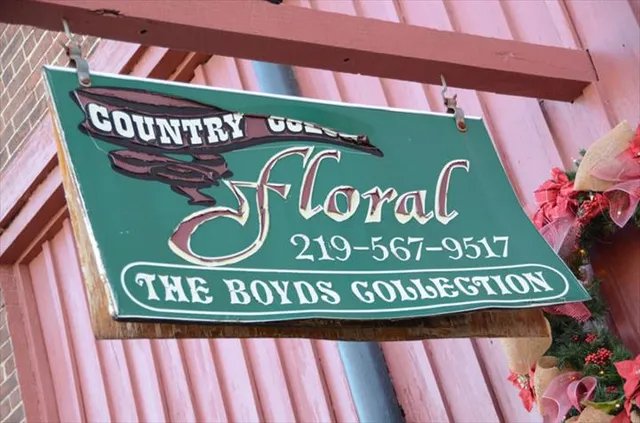 COUNTRY
Floral
219-567-9517
THE BOYDS COLLECTION